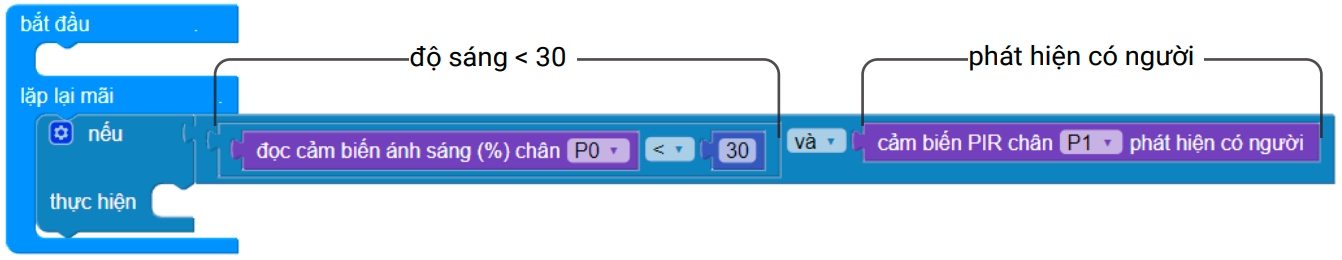 bắt đầu
độ sáng < 30
phát hiện có người
lặp lại mãi
nếu
đọc cảm biến ánh sáng (%) chân P0 < 30 và cảm biến PIR chân P1 phát hiện có người
thực hiện